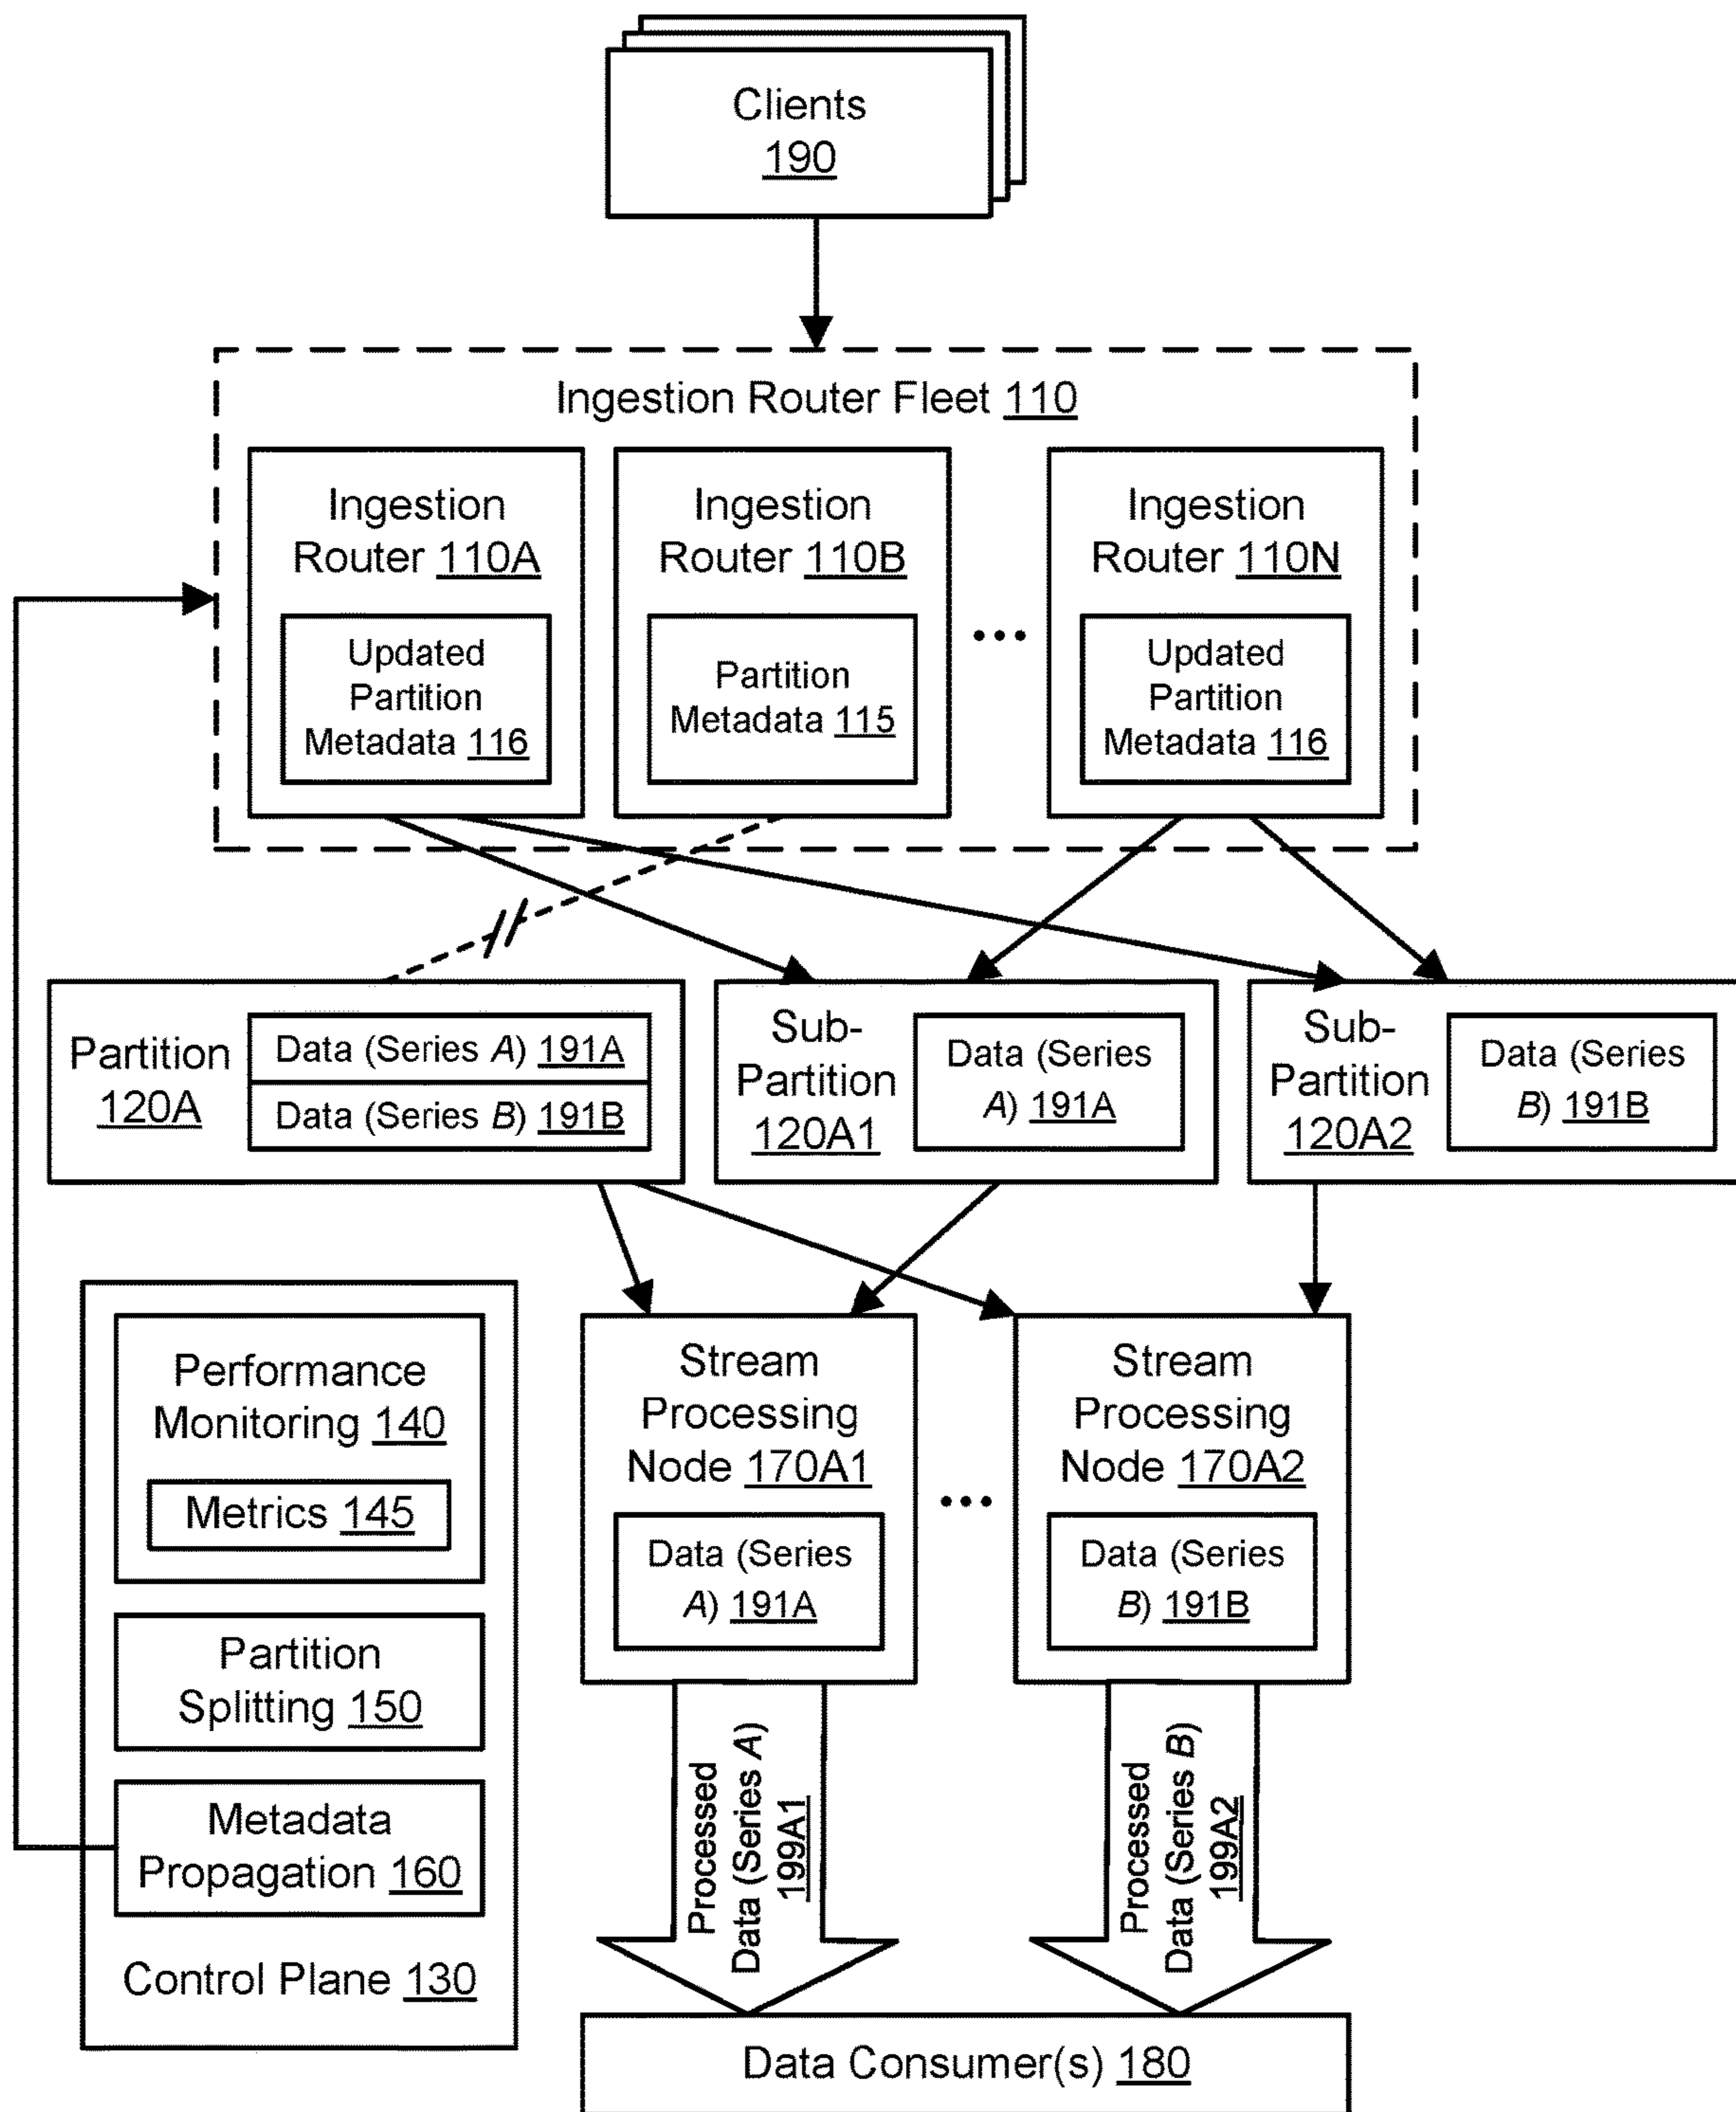 Clients
190
Ingestion Router Fleet 110
Ingestion
Router 110A
Updated
Partition
Metadata 116
Ingestion
Router 110B
Partition
Metadata 115
...
Ingestion
Router 110N
Updated
Partition
Metadata 116
Partition
120A
Data (Series A) 191A
Data (Series B) 191B
Sub-
Partition
120A1
Data (Series
A) 191A
Sub-
Partition
120A2
Data (Series
B) 191B
Performance
Monitoring 140
Metrics 145
Partition
Splitting 150
Metadata
Propagation 160
Control Plane 130
Stream
Processing
Node 170A1
Data (Series
A) 191A
...
Stream
Processing
Node 170A2
Data (Series
B) 191B
Processed
Data (Series A)
199A1
Processed
Data (Series B)
199A2
Data Consumer(s) 180